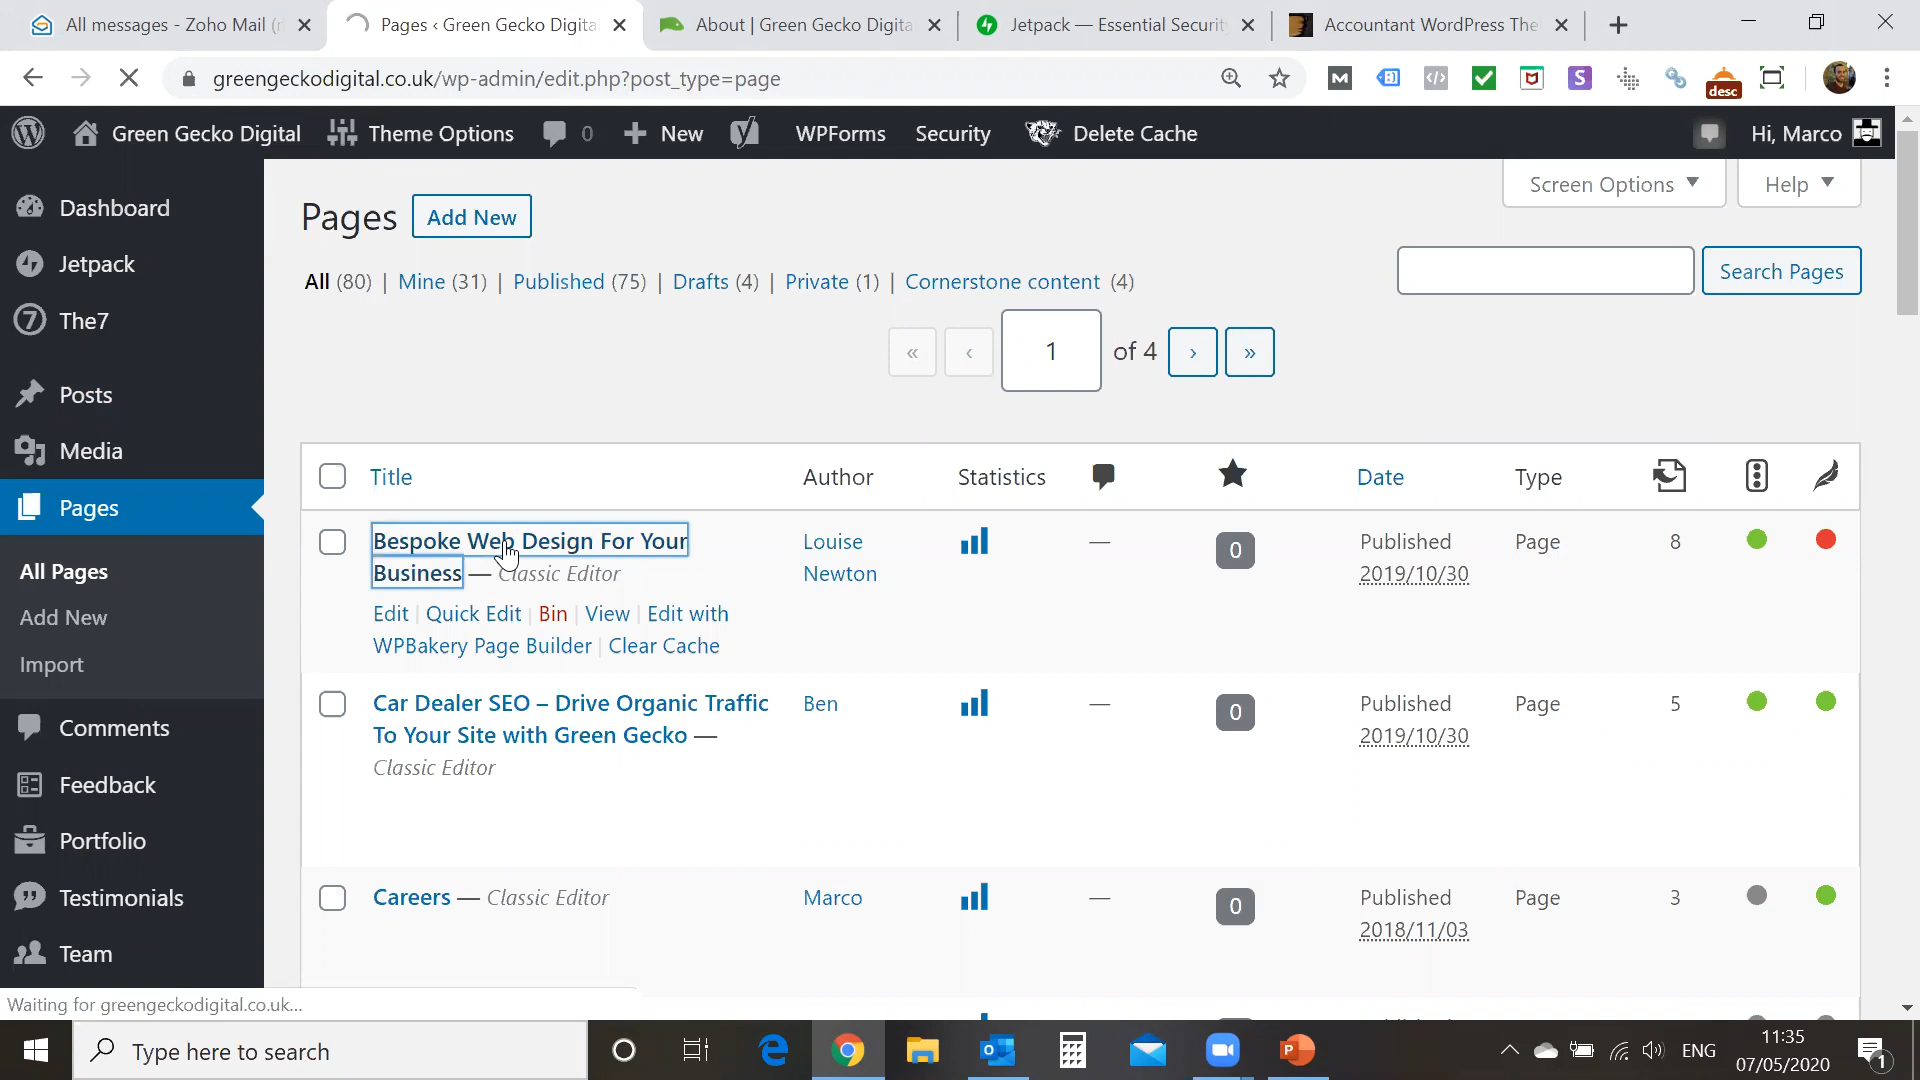 All messages - Zoho Mail (r
Pages ‹ Green Gecko Digita
About | Green Gecko Digita
Jetpack — Essential Securit
Accountant WordPress The
greengeckodigital.co.uk/wp-admin/edit.php?post_type=page
desc
Green Gecko Digital
Theme Options
0
New
WPForms
Security
Delete Cache
Hi, Marco
Dashboard
Jetpack
The7
Posts
Media
Pages
All Pages
Add New
Import
Comments
Feedback
Portfolio
Testimonials
Team
Screen Options
Help
Pages
Add New
All (80) | Mine (31) | Published (75) | Drafts (4) | Private (1) | Cornerstone content (4)
Search Pages
« ‹ 1 of 4 › »
Title Author Statistics Date Type
Bespoke Web Design For Your Louise — 0 Published Page 8
Business — Classic Editor Newton 2019/10/30
Edit | Quick Edit | Bin | View | Edit with
WPBakery Page Builder | Clear Cache
Car Dealer SEO – Drive Organic Traffic Ben — 0 Published Page 5
To Your Site with Green Gecko — 2019/10/30
Classic Editor
Careers — Classic Editor Marco — 0 Published Page 3
2018/11/03
Waiting for greengeckodigital.co.uk...
Type here to search
ENG
11:35
07/05/2020
1